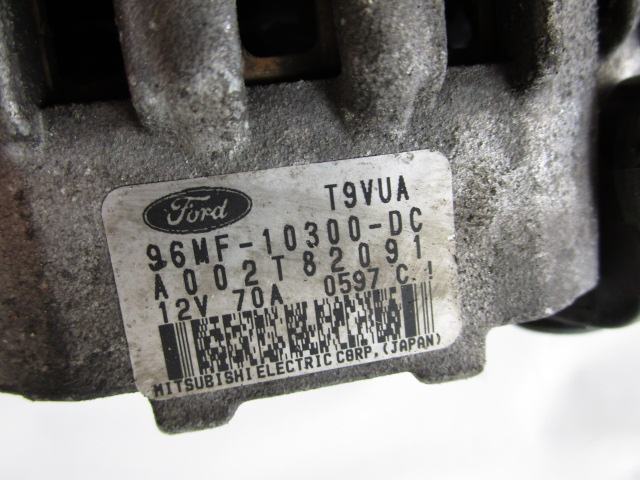 Ford T9VUA
96MF-10300-DC
A002T82091
12V 70A 0597 C !
MITSUBISHI ELECTRIC CORP. (JAPAN)